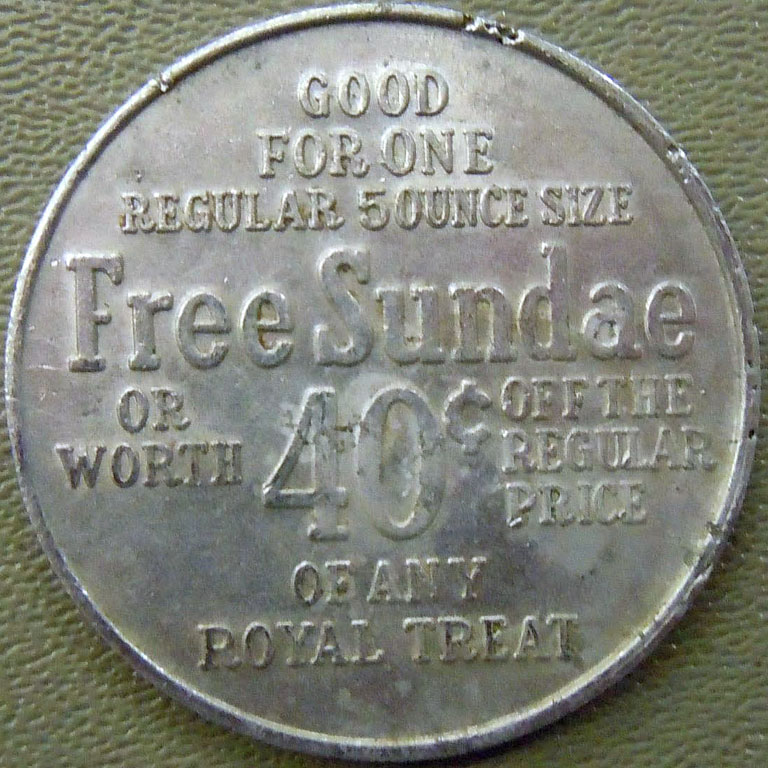 GOOD
FOR ONE
REGULAR 5 OUNCE SIZE
Free Sundae
OR
WORTH
40¢
OFF THE
REGULAR
PRICE
OF ANY
ROYAL TREAT